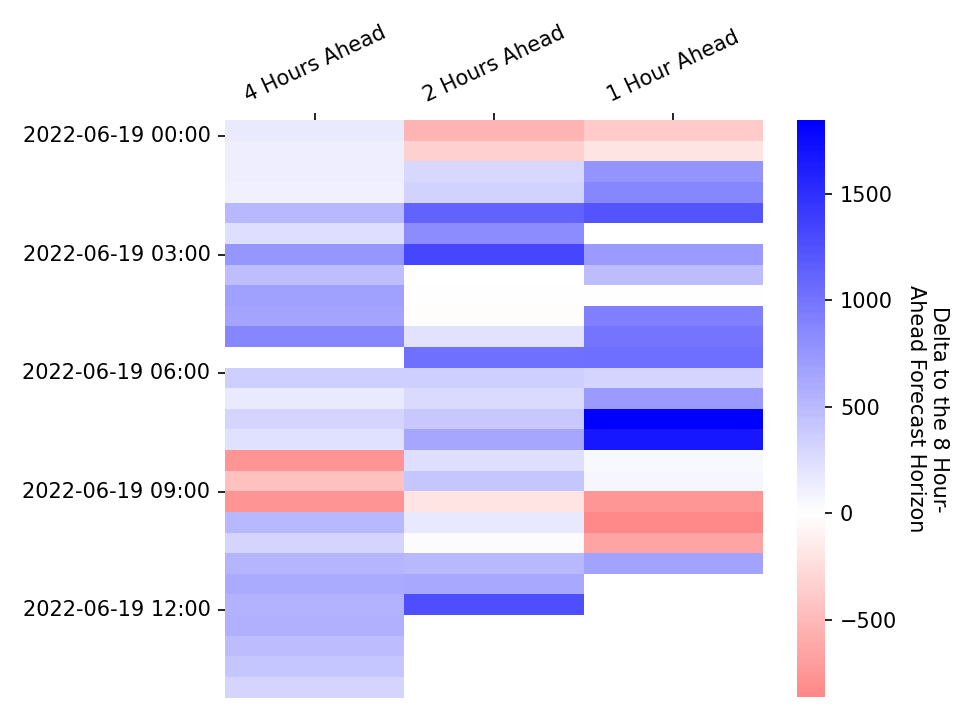 4 Hours Ahead
2 Hours Ahead
1 Hour Ahead
2022-06-19 00:00
2022-06-19 03:00
2022-06-19 06:00
2022-06-19 09:00
2022-06-19 12:00
1500
1000
500
0
−500
Delta to the 8 Hour-
Ahead Forecast Horizon